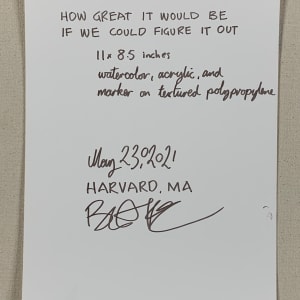 HOW GREAT IT WOULD BE
IF WE COULD FIGURE IT OUT
11 x 8.5 inches
watercolor, acrylic, and
marker on textured polypropylene
May 23, 2021
HARVARD, MA